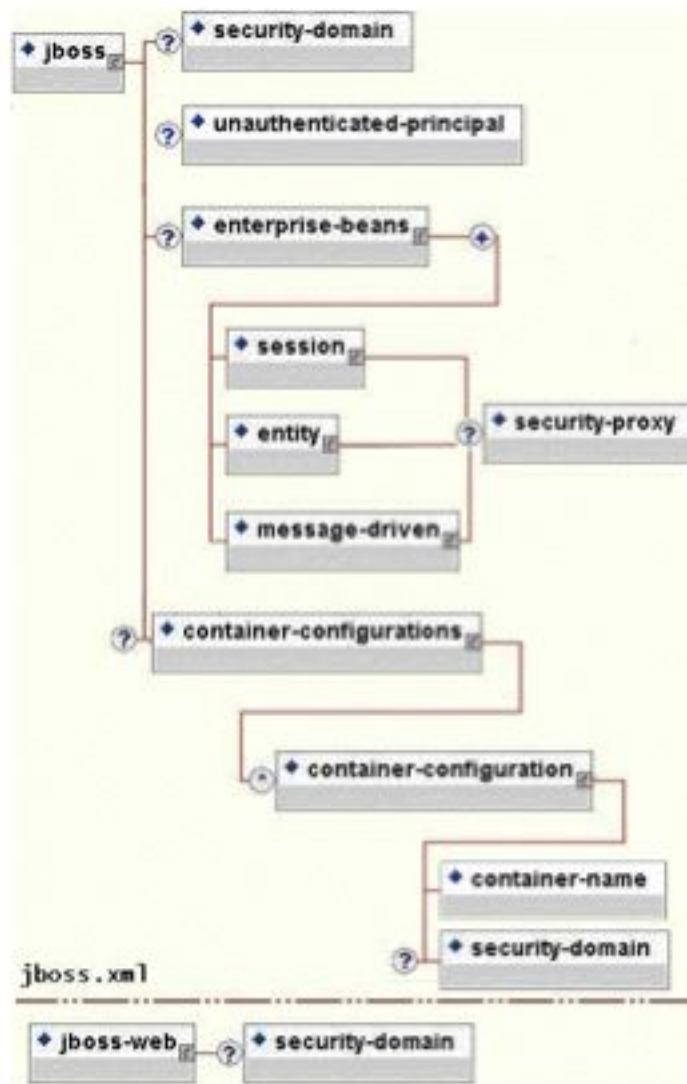 jboss
security-domain
unauthenticated-principal
enterprise-beans
session
entity
security-proxy
message-driven
container-configurations
container-configuration
container-name
security-domain
jboss.xml
jboss-web
security-domain